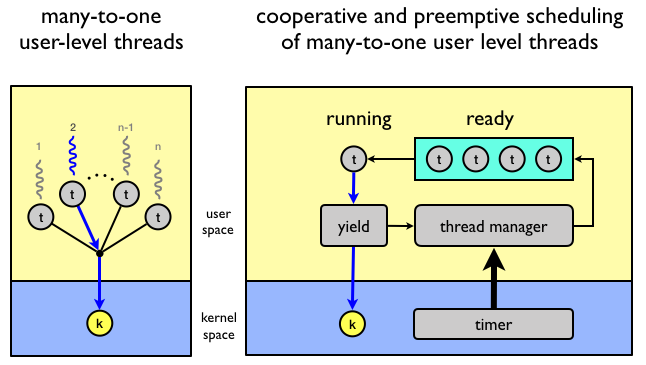 many-to-one
user-level threads
cooperative and preemptive scheduling
of many-to-one user level threads
1
2
n-1
n
t
t
t
t
k
user
space
kernel
space
running
ready
t
t
t
t
t
yield
thread manager
k
timer